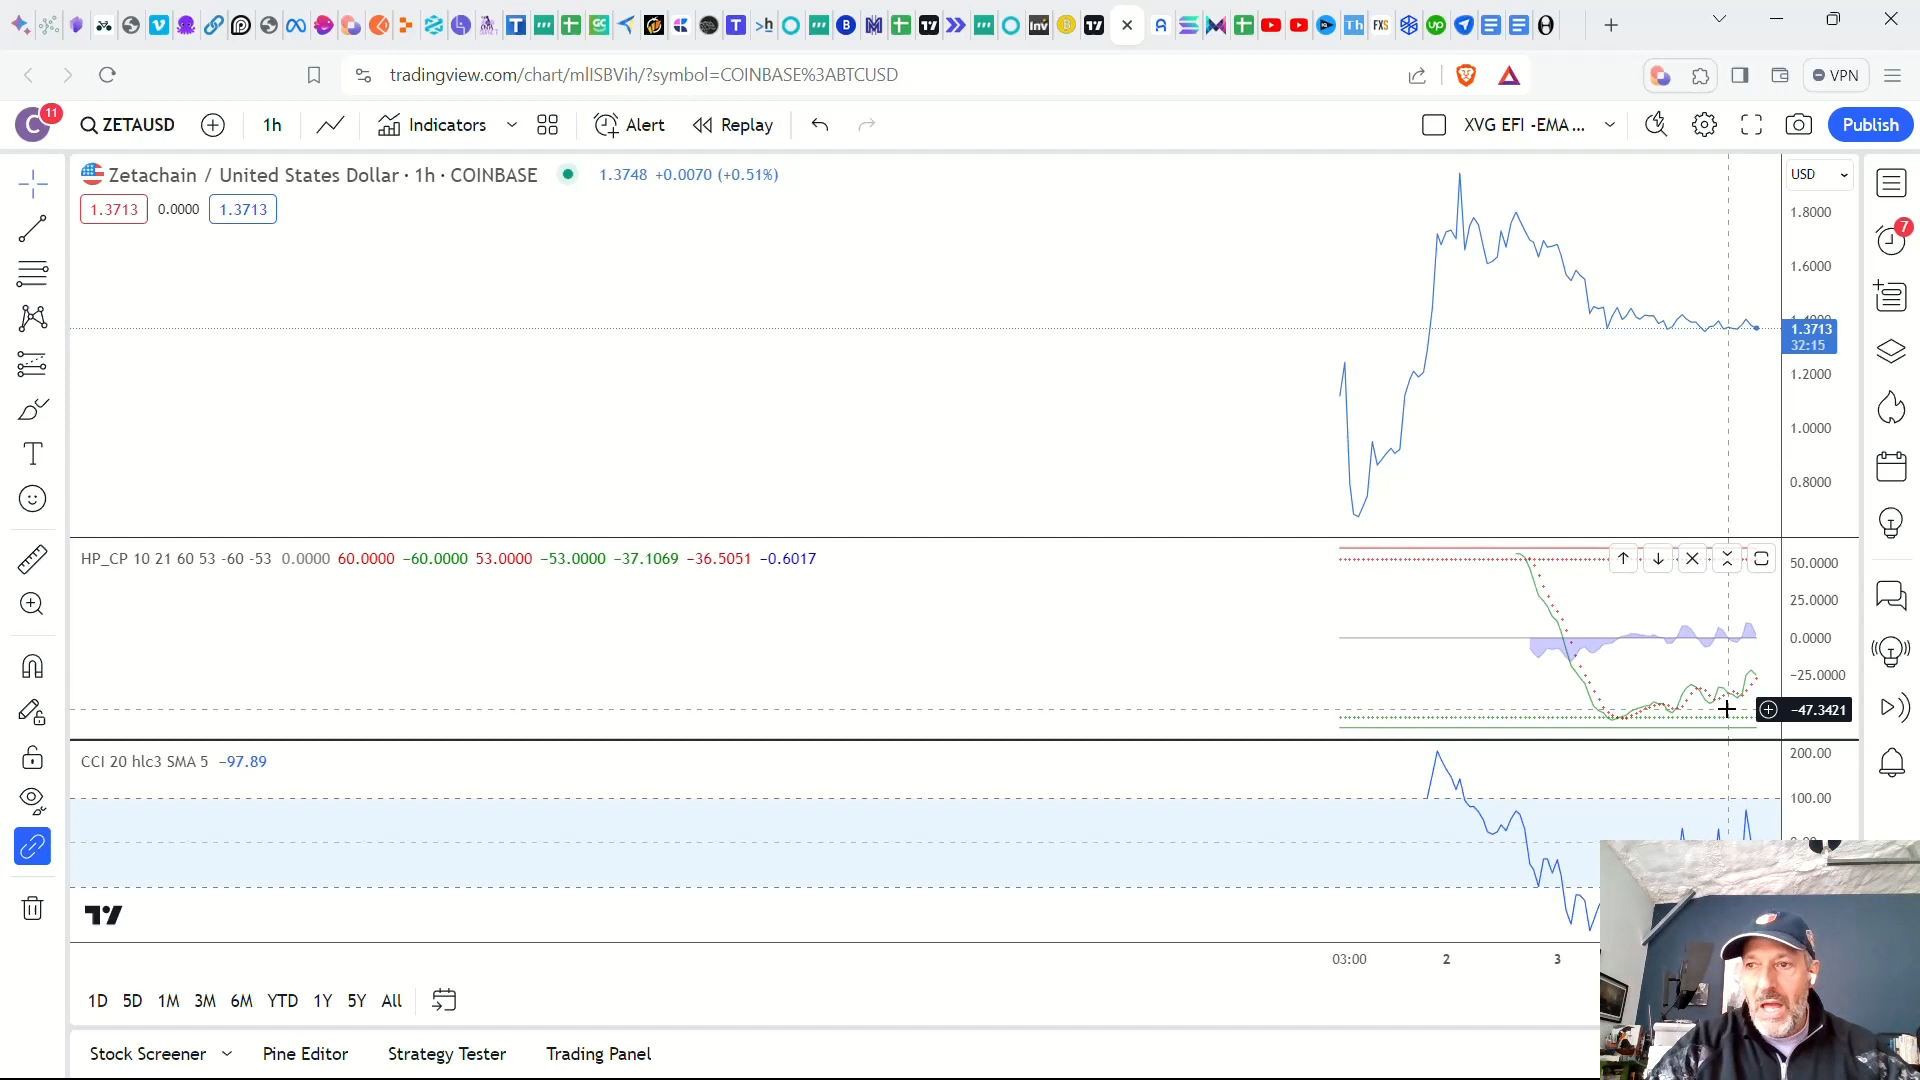 tradingview.com/chart/mlISBVih/?symbol=COINBASE%3ABTCUSD
VPN
C 11
ZETAUSD
1h
Indicators
Alert
Replay
XVG EFI -EMA ...
Publish
Zetachain / United States Dollar · 1h · COINBASE
1.3748 +0.0070 (+0.51%)
1.3713 0.0000 1.3713
USD
7
1.8000
1.6000
1.3713
32:15
1.2000
1.0000
0.8000
HP_CP 10 21 60 53 -60 -53 0.0000 60.0000 −60.0000 53.0000 −53.0000 −37.1069 −36.5051 −0.6017
50.0000
25.0000
0.0000
−25.0000
−47.3421
CCI 20 hlc3 SMA 5 −97.89
200.00
100.00
03:00 2 3
1D 5D 1M 3M 6M YTD 1Y 5Y All
Stock Screener
Pine Editor
Strategy Tester
Trading Panel